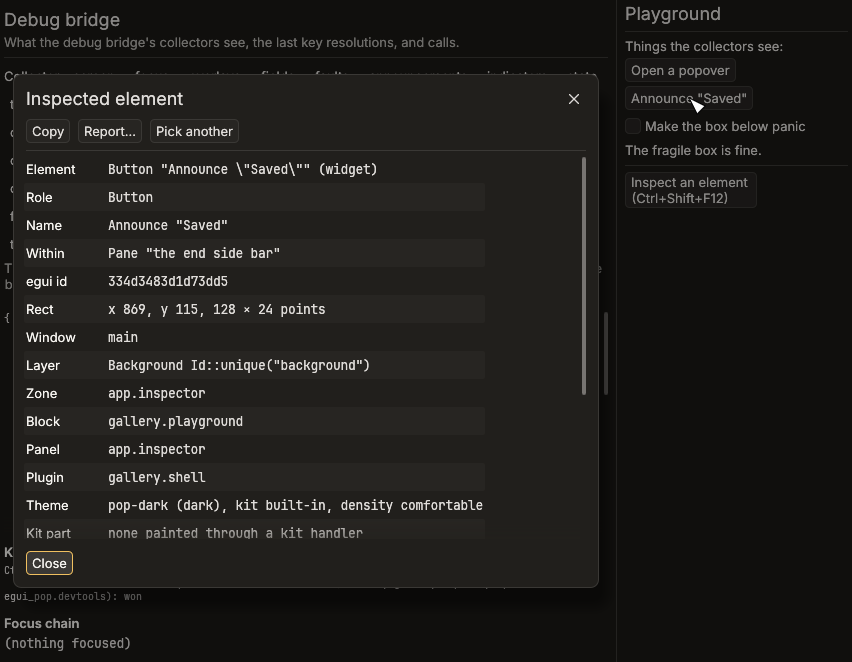 Debug bridge
What the debug bridge's collectors see, the last key resolutions, and calls.
Inspected element
Copy
Report...
Pick another
Element Button "Announce \"Saved\"" (widget)
Role Button
Name Announce "Saved"
Within Pane "the end side bar"
egui id 334d3483d1d73dd5
Rect x 869, y 115, 128 × 24 points
Window main
Layer Background Id::unique("background")
Zone app.inspector
Block gallery.playground
Panel app.inspector
Plugin gallery.shell
Theme pop-dark (dark), kit built-in, density comfortable
Kit part none painted through a kit handler
Close
egui_pop.devtools): won
Focus chain
(nothing focused)
Playground
Things the collectors see:
Open a popover
Announce "Saved"
Make the box below panic
The fragile box is fine.
Inspect an element
(Ctrl+Shift+F12)